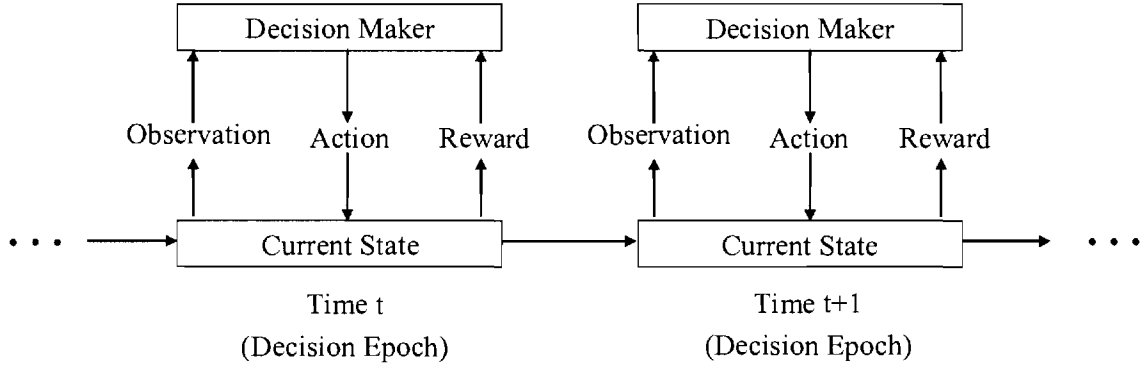 Decision Maker Decision Maker
Observation Action Reward Observation Action Reward
• • • Current State Current State • • •
Time t Time t+1
(Decision Epoch) (Decision Epoch)